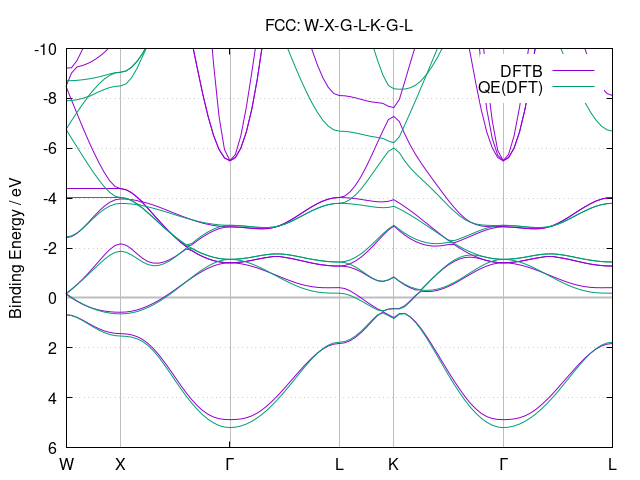 FCC: W-X-G-L-K-G-L
-10
DFTB
QE(DFT)
-8
-6
-4
-2
0
2
4
6
Binding Energy / eV
W X Γ L K Γ L